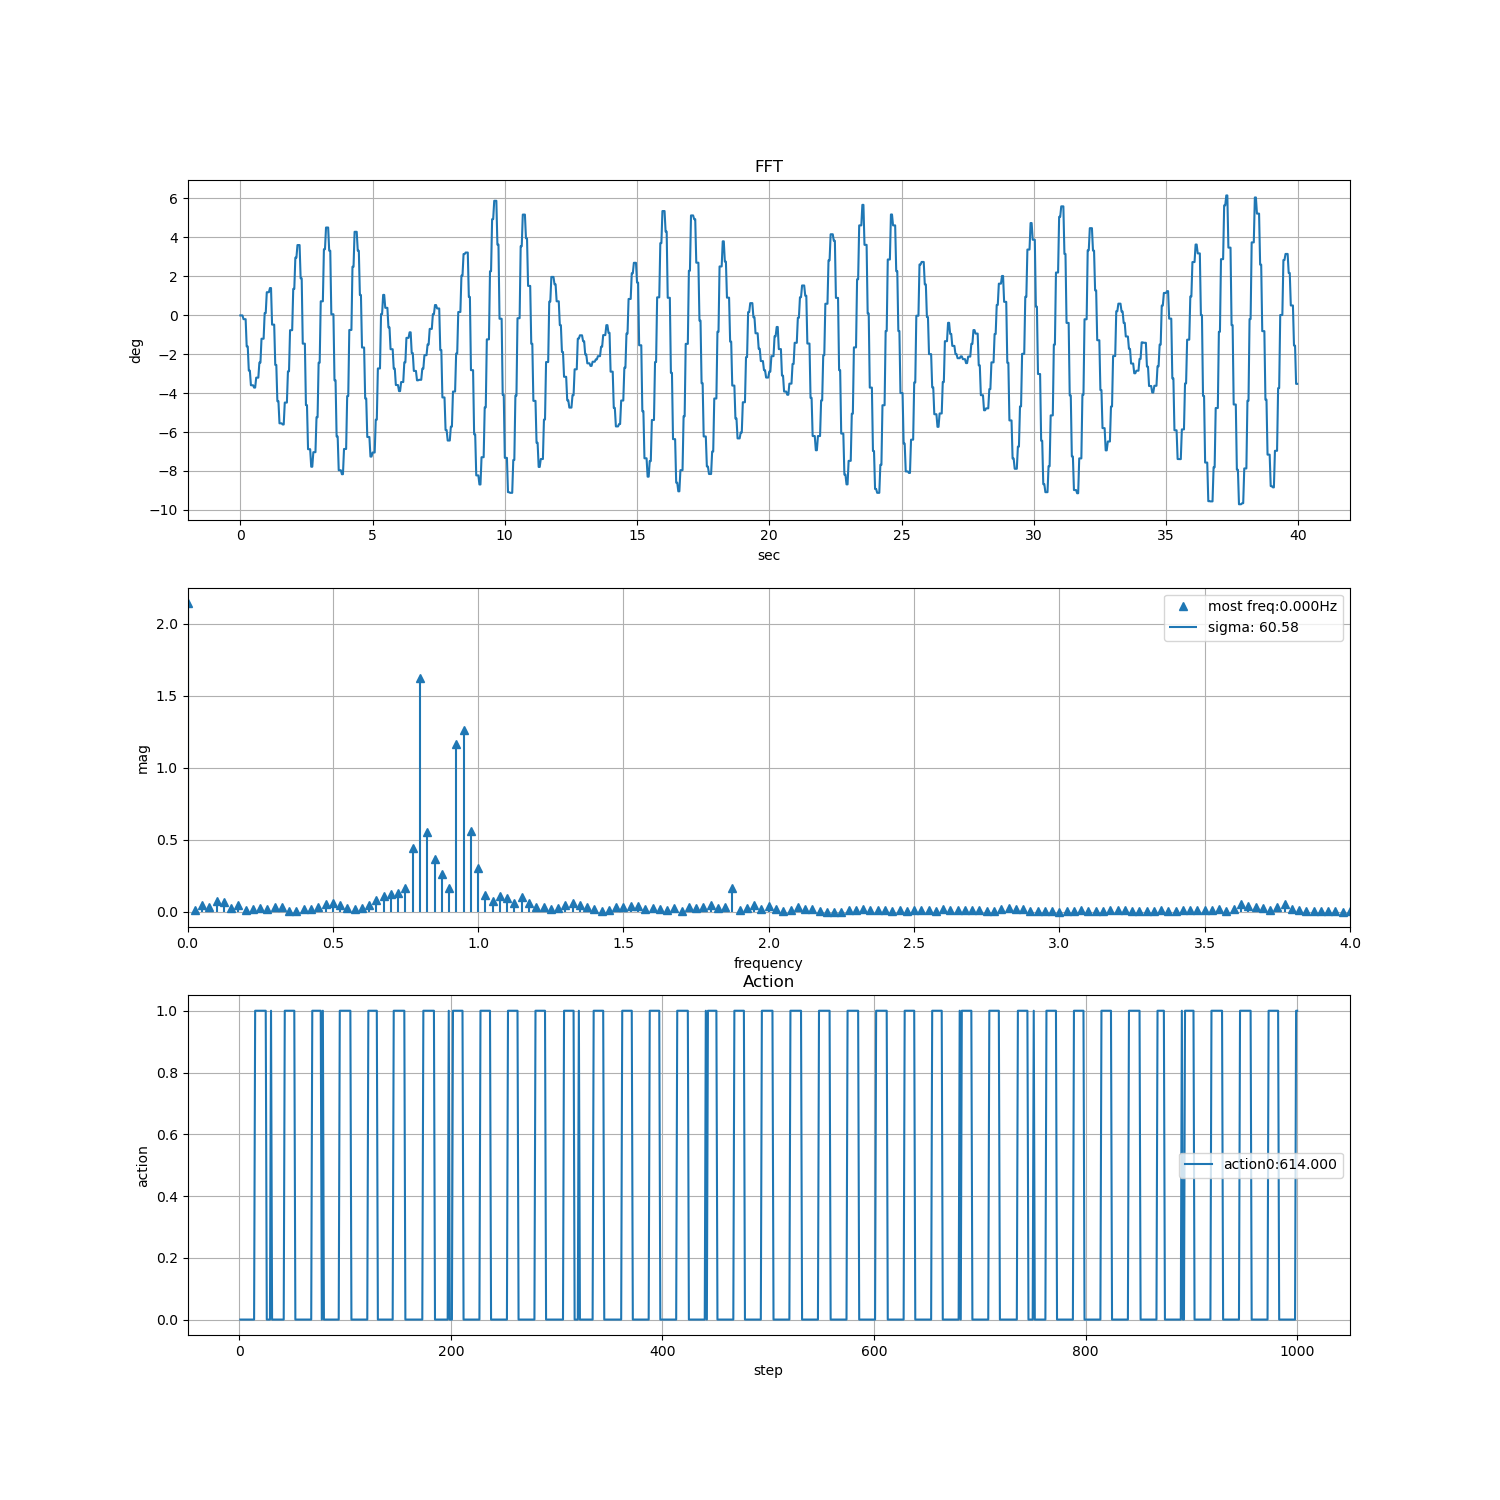 FFT
6
4
2
0
−2
−4
−6
−8
−10
deg
0 5 10 15 20 25 30 35 40
sec
most freq:0.000Hz
sigma: 60.58
2.0
1.5
1.0
0.5
0.0
mag
0.0 0.5 1.0 1.5 2.0 2.5 3.0 3.5 4.0
frequency
Action
1.0
0.8
0.6
0.4
0.2
0.0
action
action0:614.000
0 200 400 600 800 1000
step